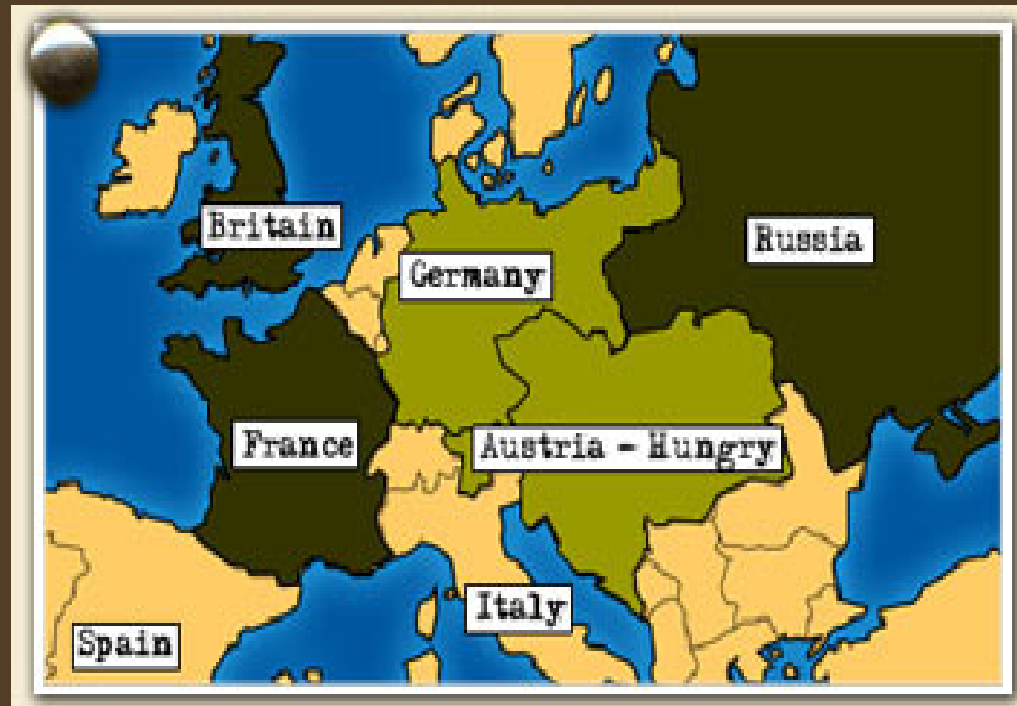 Britain
Russia
Germany
France
Austria - Hungry
Italy
Spain